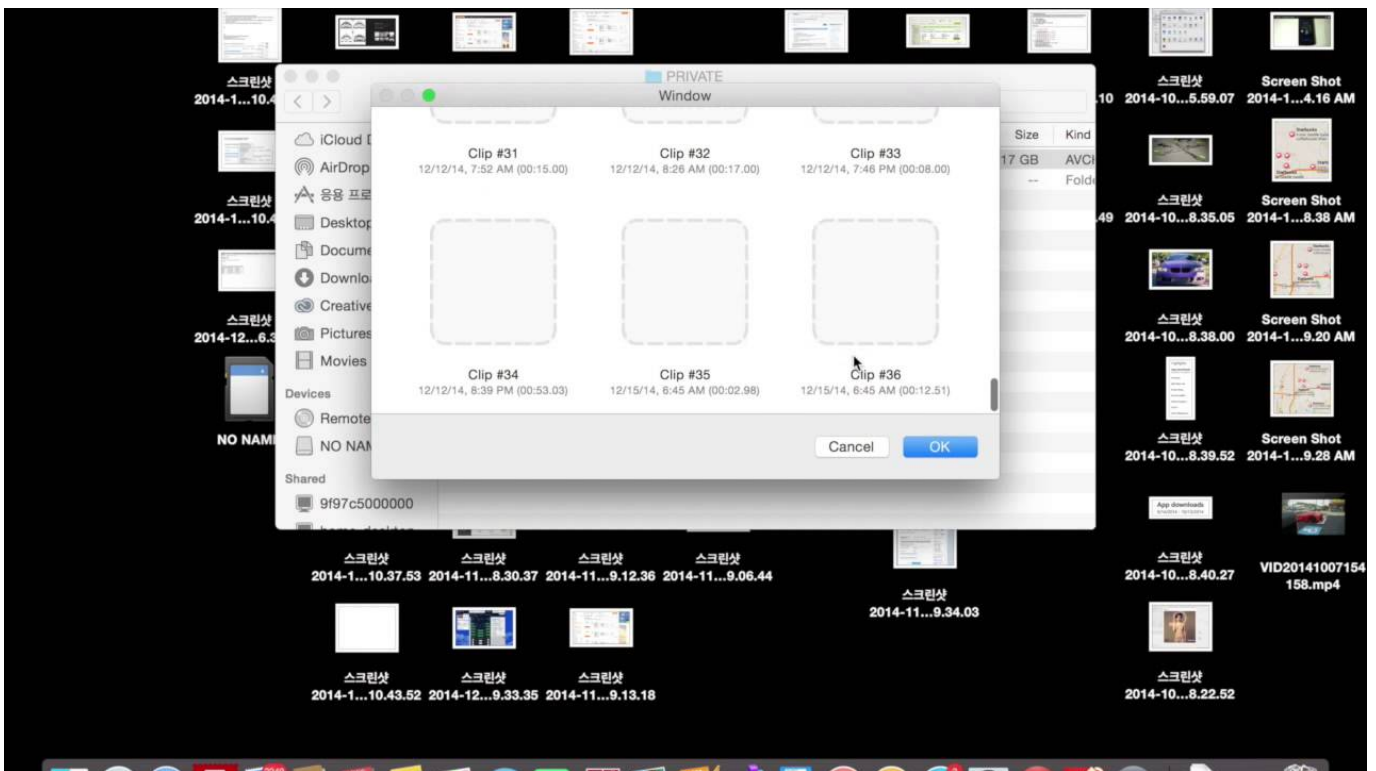 스크린샷
2014-1...10.4
PRIVATE
Window
.10
스크린샷
2014-10...5.59.07
Screen Shot
2014-1...4.16 AM
iCloud
AirDrop
응용 프로
Desktop
Docume
Downlo
Creative
Pictures
Movies
Devices
Remote
NO NAM
Shared
9f97c5000000
Size
Kind
17 GB
AVCH
--
Folde
Clip #31
12/12/14, 7:52 AM (00:15.00)
Clip #32
12/12/14, 8:26 AM (00:17.00)
Clip #33
12/12/14, 7:46 PM (00:08.00)
Clip #34
12/12/14, 8:39 PM (00:53.03)
Clip #35
12/15/14, 6:45 AM (00:02.98)
Clip #36
12/15/14, 6:45 AM (00:12.51)
Cancel
OK
스크린샷
2014-1...10.4
.49
스크린샷
2014-10...8.35.05
Screen Shot
2014-1...8.38 AM
스크린샷
2014-12...6.3
스크린샷
2014-10...8.38.00
Screen Shot
2014-1...9.20 AM
NO NAM
스크린샷
2014-10...8.39.52
Screen Shot
2014-1...9.28 AM
App downloads
스크린샷
2014-1...10.37.53
스크린샷
2014-11...8.30.37
스크린샷
2014-11...9.12.36
스크린샷
2014-11...9.06.44
스크린샷
2014-11...9.34.03
스크린샷
2014-10...8.40.27
VID20141007154
158.mp4
스크린샷
2014-1...10.43.52
스크린샷
2014-12...9.33.35
스크린샷
2014-11...9.13.18
스크린샷
2014-10...8.22.52